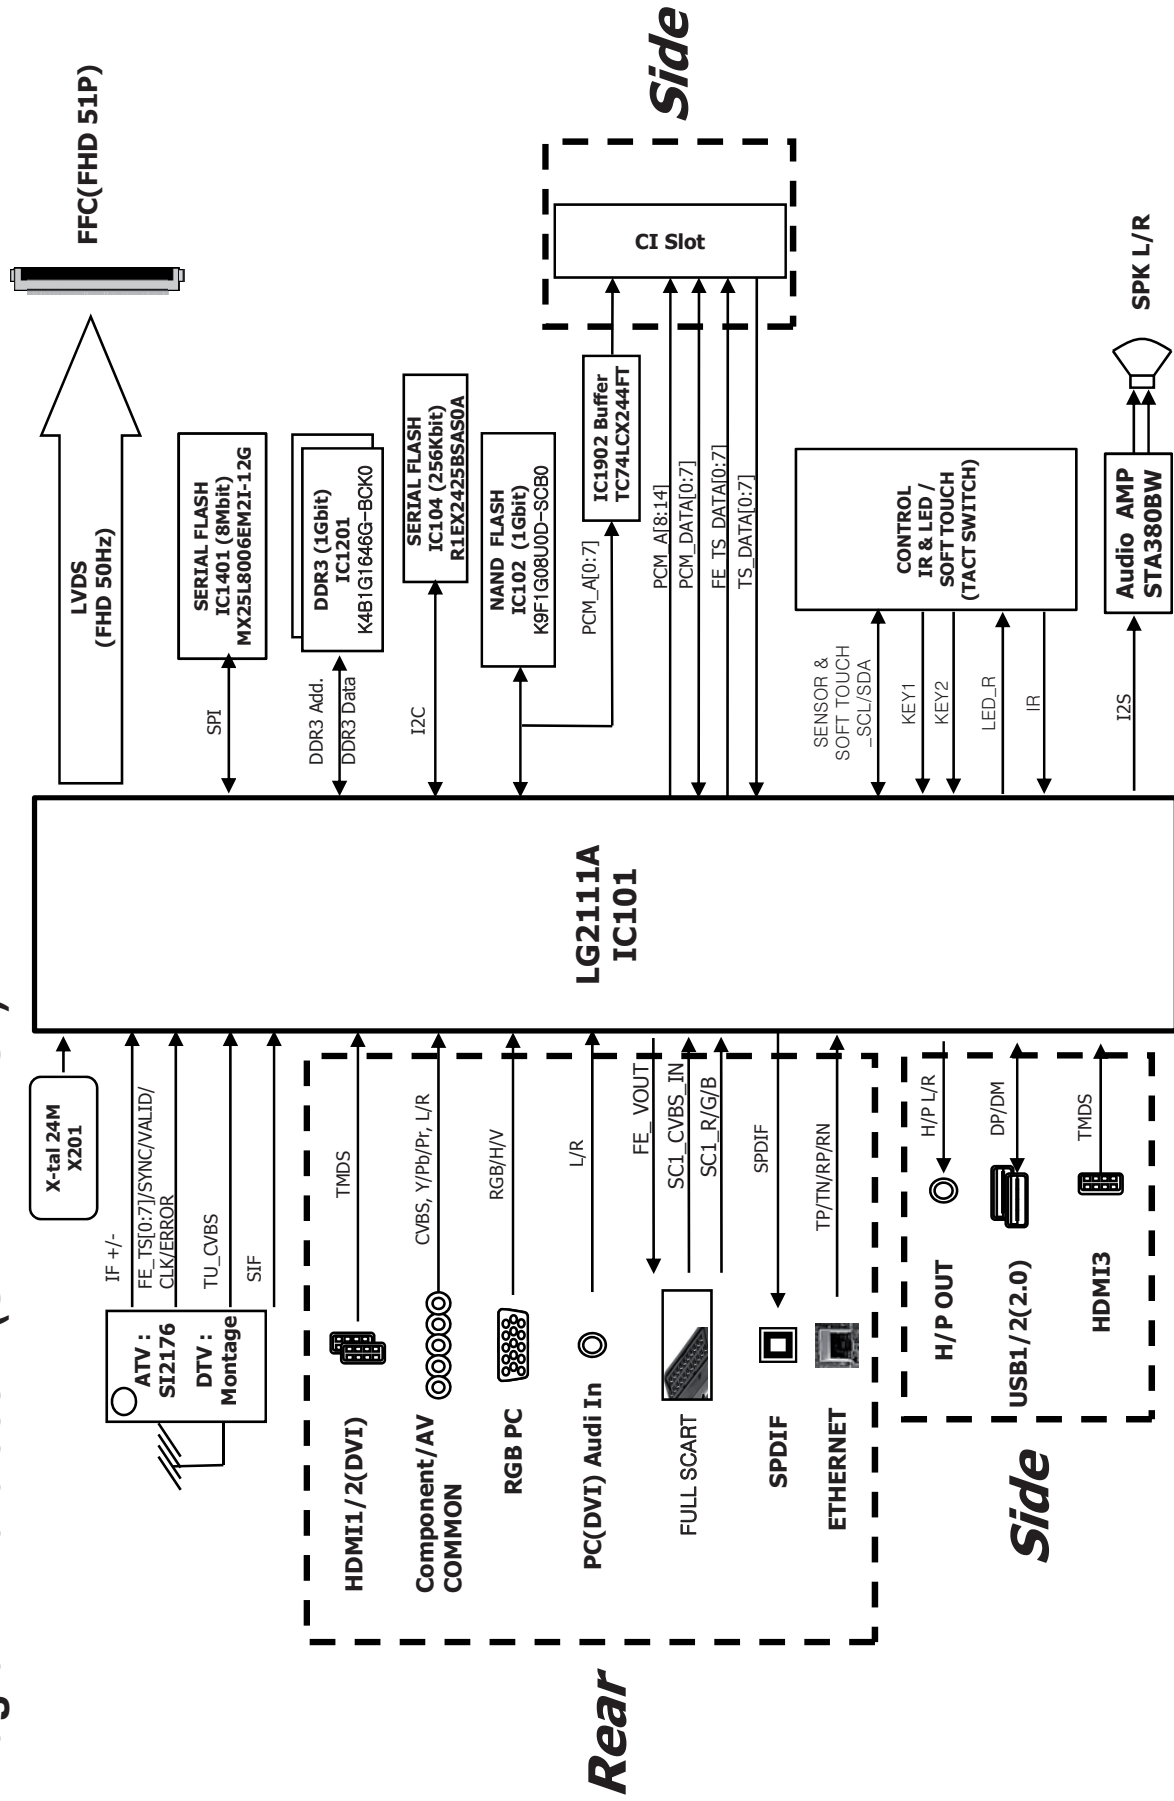 X-tal 24M
X201
IF +/-
FE_TS[0:7]/SYNC/VALID/
CLK/ERROR
TU_CVBS
SIF
ATV :
SI2176
DTV :
Montage
Rear
HDMI1/2(DVI)
TMDS
Component/AV
COMMON
CVBS, Y/Pb/Pr, L/R
RGB PC
RGB/H/V
PC(DVI) Audi In
L/R
FULL SCART
FE_ VOUT
SC1_CVBS_IN
SC1_R/G/B
SPDIF
SPDIF
ETHERNET
TP/TN/RP/RN
Side
H/P OUT
H/P L/R
USB1/2(2.0)
DP/DM
HDMI3
TMDS
LG2111A
IC101
LVDS
(FHD 50Hz)
FFC(FHD 51P)
SPI
SERIAL FLASH
IC1401 (8Mbit)
MX25L8006EM2I-12G
DDR3 Add.
DDR3 Data
DDR3 (1Gbit)
IC1201
K4B1G1646G-BCK0
I2C
SERIAL FLASH
IC104 (256Kbit)
R1EX2425BSAS0A
NAND FLASH
IC102 (1Gbit)
K9F1G08U0D-SCB0
PCM_A[0:7]
IC1902 Buffer
TC74LCX244FT
PCM_A[8:14]
PCM_DATA[0:7]
FE_TS_DATA[0:7]
TS_DATA[0:7]
CI Slot
Side
SENSOR &
SOFT TOUCH
_SCL/SDA
KEY1
KEY2
LED_R
IR
CONTROL
IR & LED /
SOFT TOUCH
(TACT SWITCH)
I2S
Audio AMP
STA380BW
SPK L/R